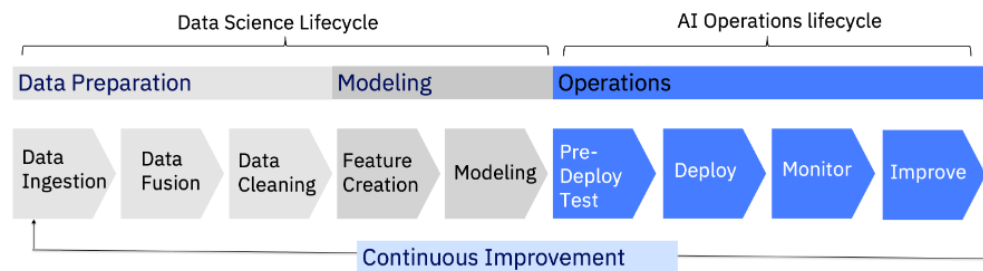 Data Science Lifecycle
AI Operations lifecycle
Data Preparation
Modeling
Operations
Data
Ingestion
Data
Fusion
Data
Cleaning
Feature
Creation
Modeling
Pre-
Deploy
Test
Deploy
Monitor
Improve
Continuous Improvement